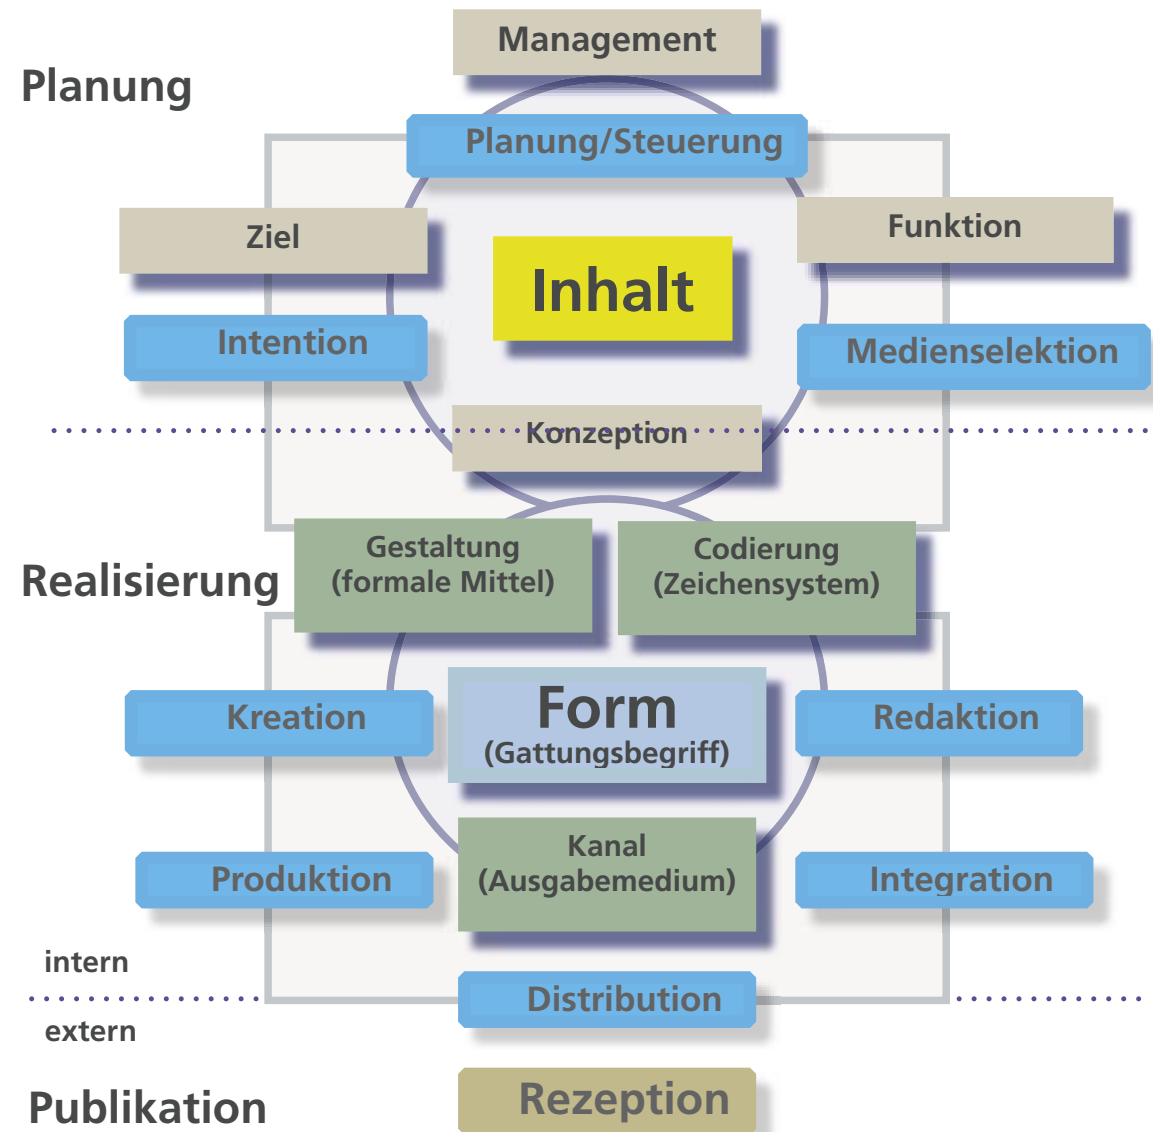 Management
Planung
Planung/Steuerung
Ziel
Funktion
Inhalt
Intention
Medienselektion
Konzeption
Gestaltung
(formale Mittel)
Codierung
(Zeichensystem)
Realisierung
Form
(Gattungsbegriff)
Kreation
Redaktion
Kanal
(Ausgabemedium)
Produktion
Integration
intern
Distribution
extern
Rezeption
Publikation